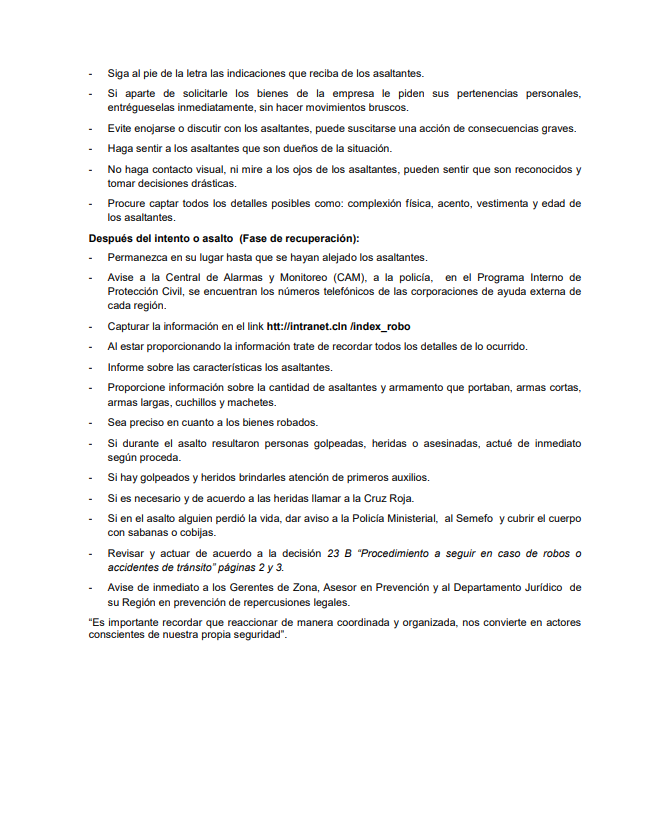 - Siga al pie de la letra las indicaciones que reciba de los asaltantes.
- Si aparte de solicitarle los bienes de la empresa le piden sus pertenencias personales,
entrégueselas inmediatamente, sin hacer movimientos bruscos.
- Evite enojarse o discutir con los asaltantes, puede suscitarse una acción de consecuencias graves.
- Haga sentir a los asaltantes que son dueños de la situación.
- No haga contacto visual, ni mire a los ojos de los asaltantes, pueden sentir que son reconocidos y
tomar decisiones drásticas.
- Procure captar todos los detalles posibles como: complexión física, acento, vestimenta y edad de
los asaltantes.
Después del intento o asalto (Fase de recuperación):
- Permanezca en su lugar hasta que se hayan alejado los asaltantes.
- Avise a la Central de Alarmas y Monitoreo (CAM), a la policía, en el Programa Interno de
Protección Civil, se encuentran los números telefónicos de las corporaciones de ayuda externa de
cada región.
- Capturar la información en el link htt://intranet.cln /index_robo
- Al estar proporcionando la información trate de recordar todos los detalles de lo ocurrido.
- Informe sobre las características los asaltantes.
- Proporcione información sobre la cantidad de asaltantes y armamento que portaban, armas cortas,
armas largas, cuchillos y machetes.
- Sea preciso en cuanto a los bienes robados.
- Si durante el asalto resultaron personas golpeadas, heridas o asesinadas, actué de inmediato
según proceda.
- Si hay golpeados y heridos brindarles atención de primeros auxilios.
- Si es necesario y de acuerdo a las heridas llamar a la Cruz Roja.
- Si en el asalto alguien perdió la vida, dar aviso a la Policía Ministerial, al Semefo y cubrir el cuerpo
con sabanas o cobijas.
- Revisar y actuar de acuerdo a la decisión 23 B “Procedimiento a seguir en caso de robos o
accidentes de tránsito” páginas 2 y 3.
- Avise de inmediato a los Gerentes de Zona, Asesor en Prevención y al Departamento Jurídico de
su Región en prevención de repercusiones legales.
“Es importante recordar que reaccionar de manera coordinada y organizada, nos convierte en actores
conscientes de nuestra propia seguridad”.